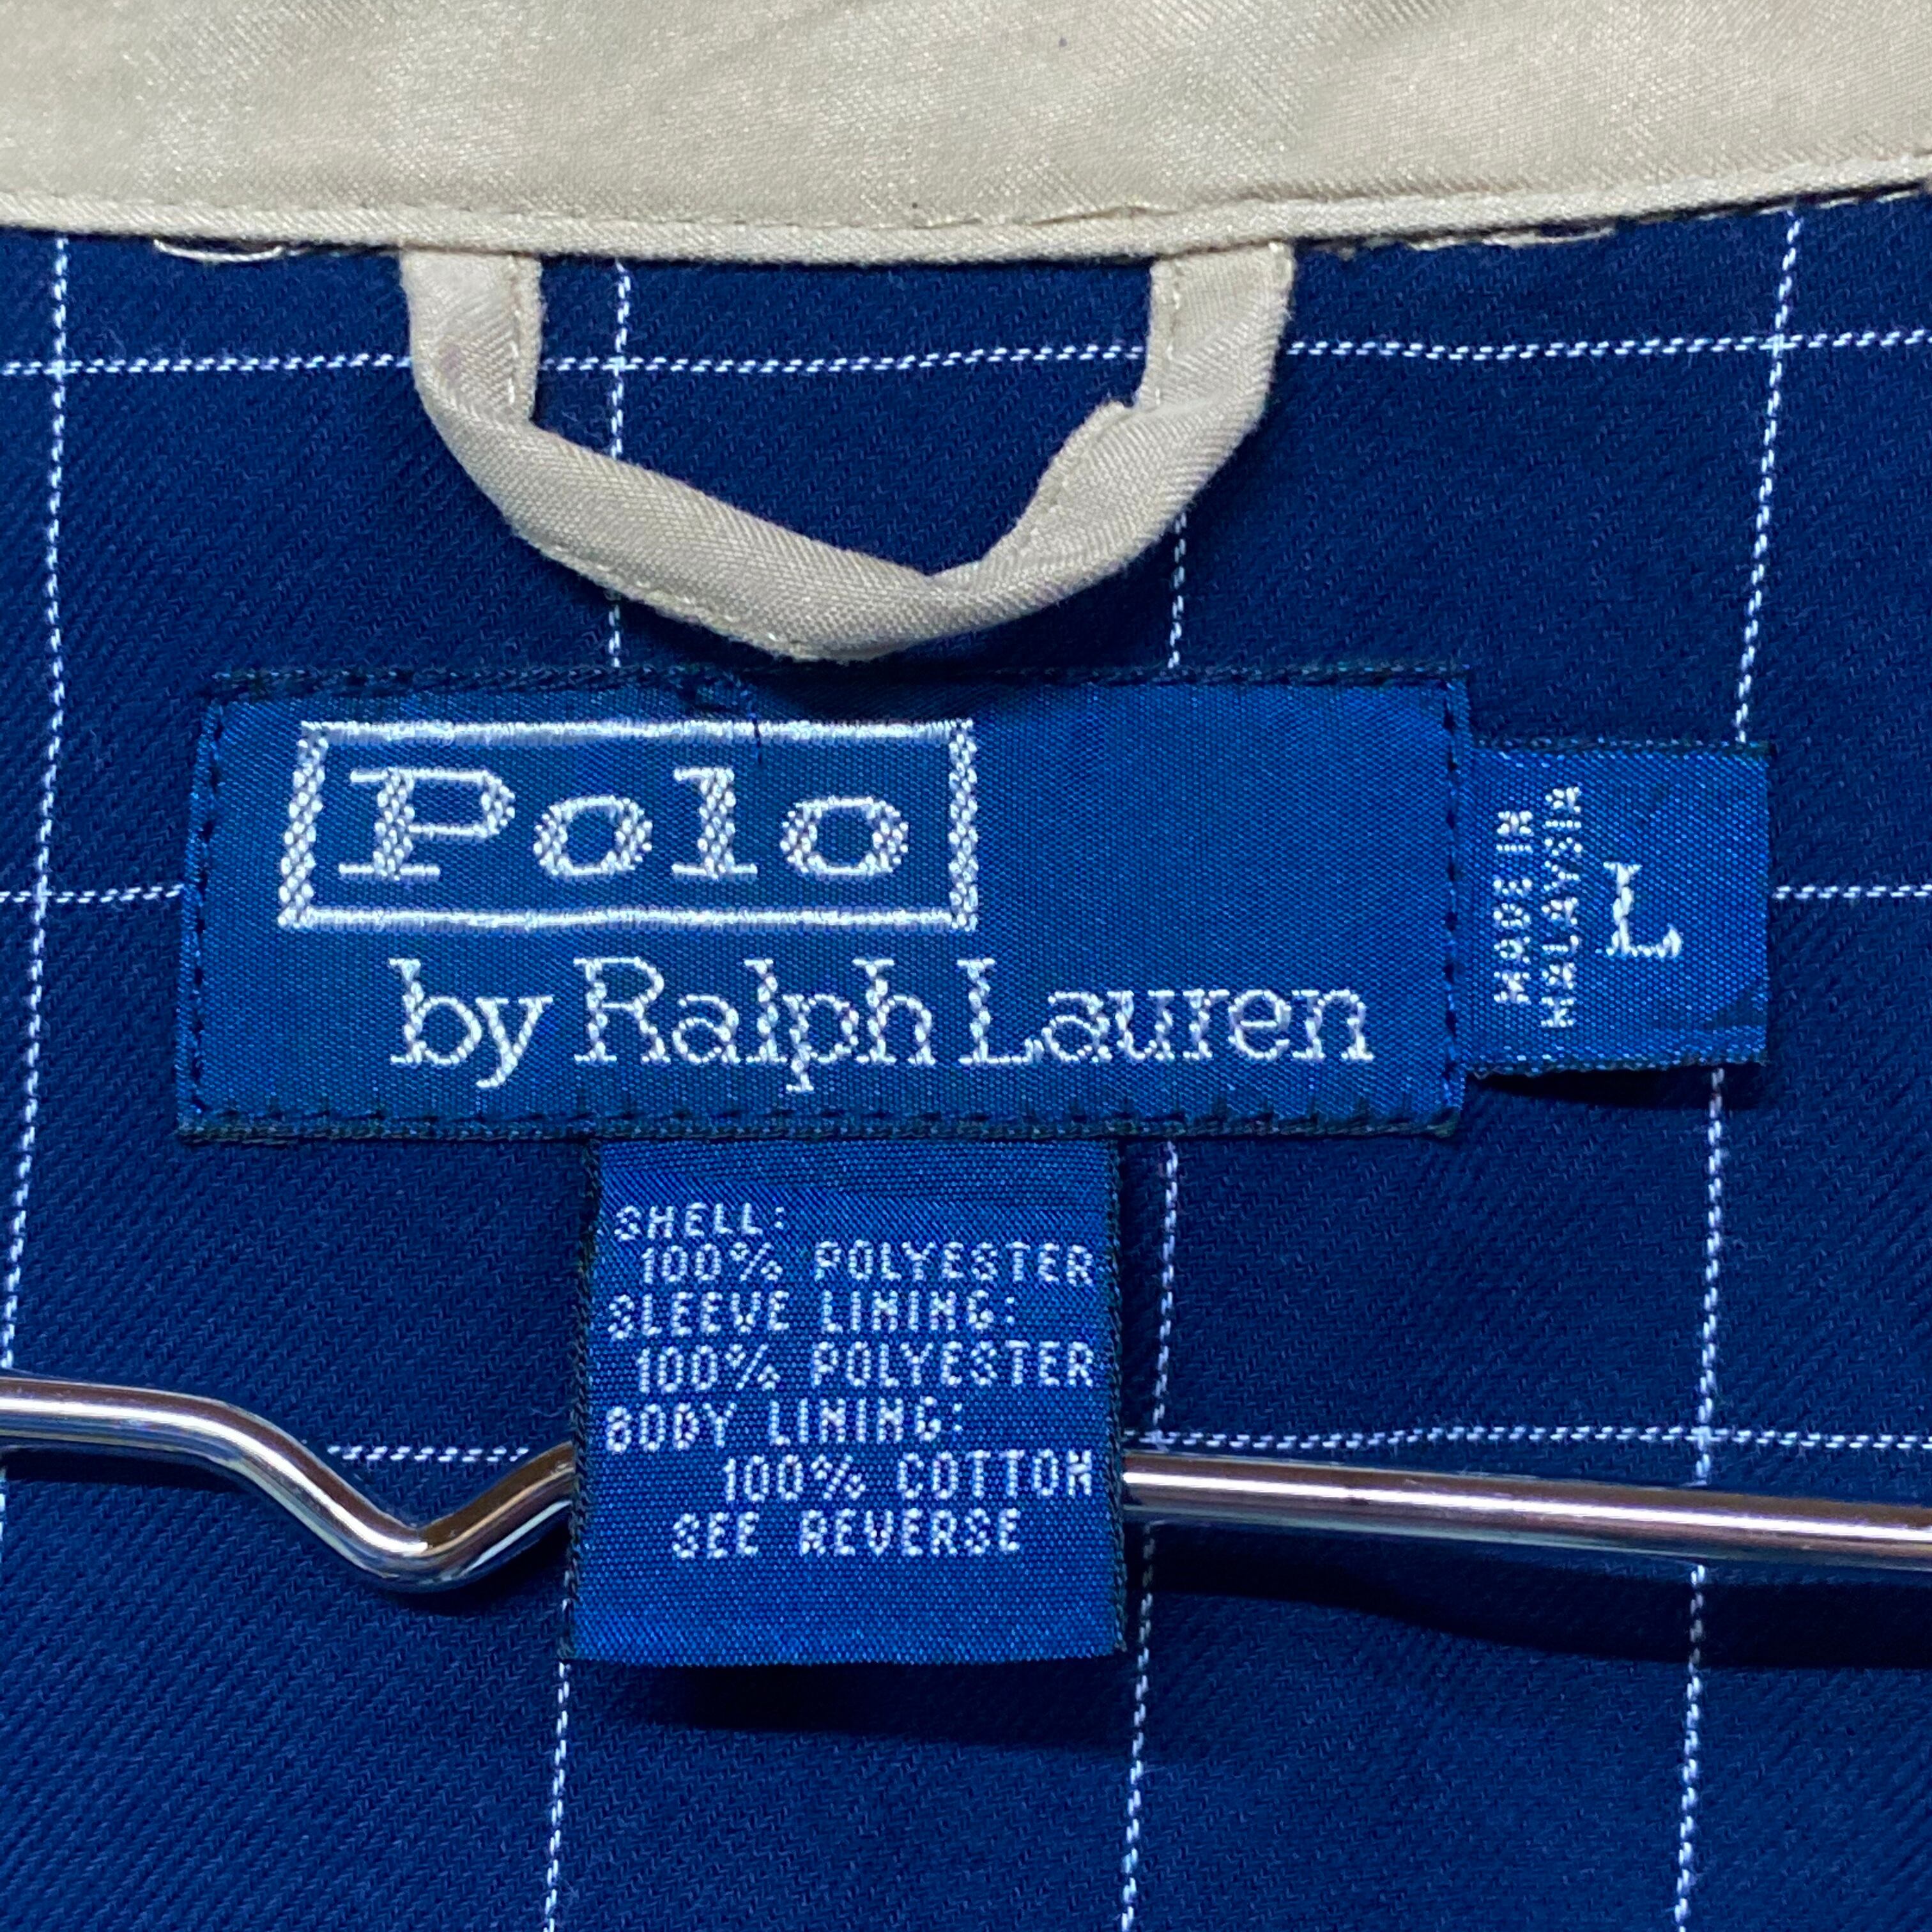 Polo
by Ralph Lauren
MADE IN
MALAYSIA
L
SHELL:
100% POLYESTER
SLEEVE LINING:
100% POLYESTER
BODY LINING:
100% COTTON
SEE REVERSE